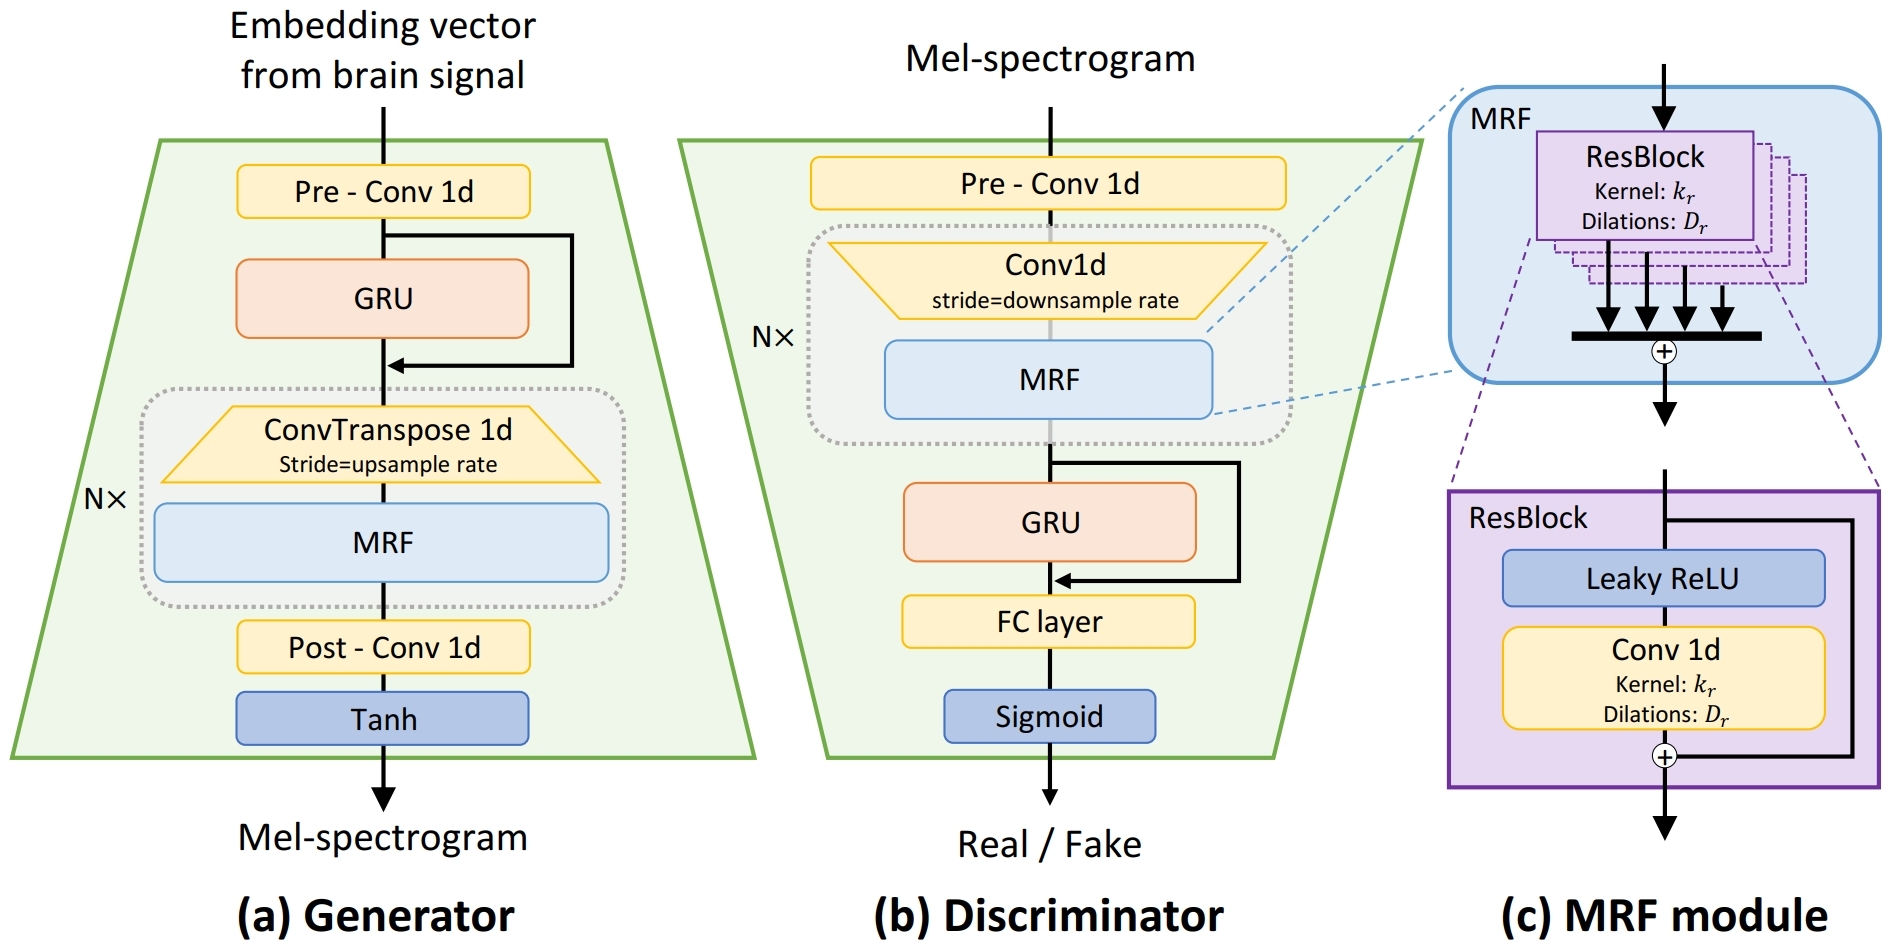 Embedding vector
from brain signal
Pre - Conv 1d
GRU
N×
ConvTranspose 1d
Stride=upsample rate
MRF
Post - Conv 1d
Tanh
Mel-spectrogram
(a) Generator
Mel-spectrogram
Pre - Conv 1d
N×
Conv1d
stride=downsample rate
MRF
GRU
FC layer
Sigmoid
Real / Fake
(b) Discriminator
MRF
ResBlock
Kernel: $k_r$
Dilations: $D_r$
+
ResBlock
Leaky ReLU
Conv 1d
Kernel: $k_r$
Dilations: $D_r$
+
(c) MRF module